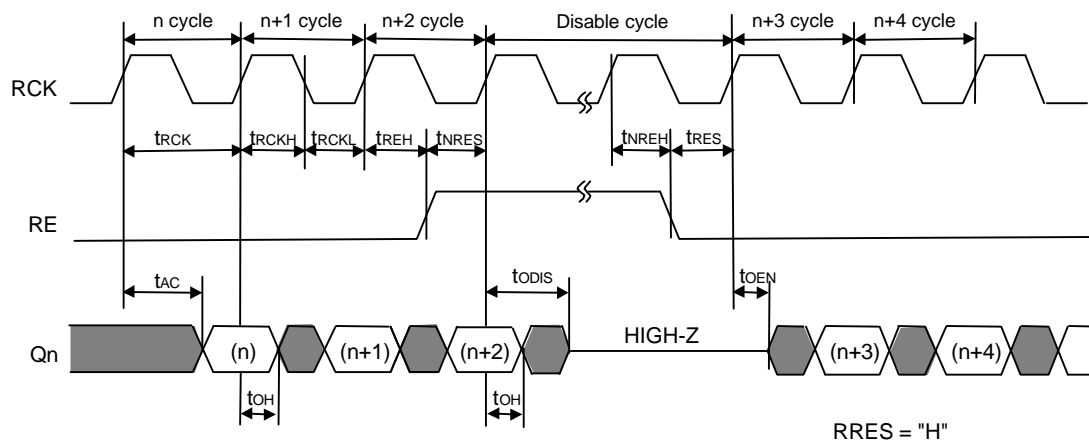 n cycle n+1 cycle n+2 cycle Disable cycle n+3 cycle n+4 cycle
RCK
tRCK tRCKH tRCKL tREH tNRES tNREH tRES
RE
tAC tODIS tOEN
Qn (n) (n+1) (n+2) HIGH-Z (n+3) (n+4)
tOH tOH
RRES = "H"